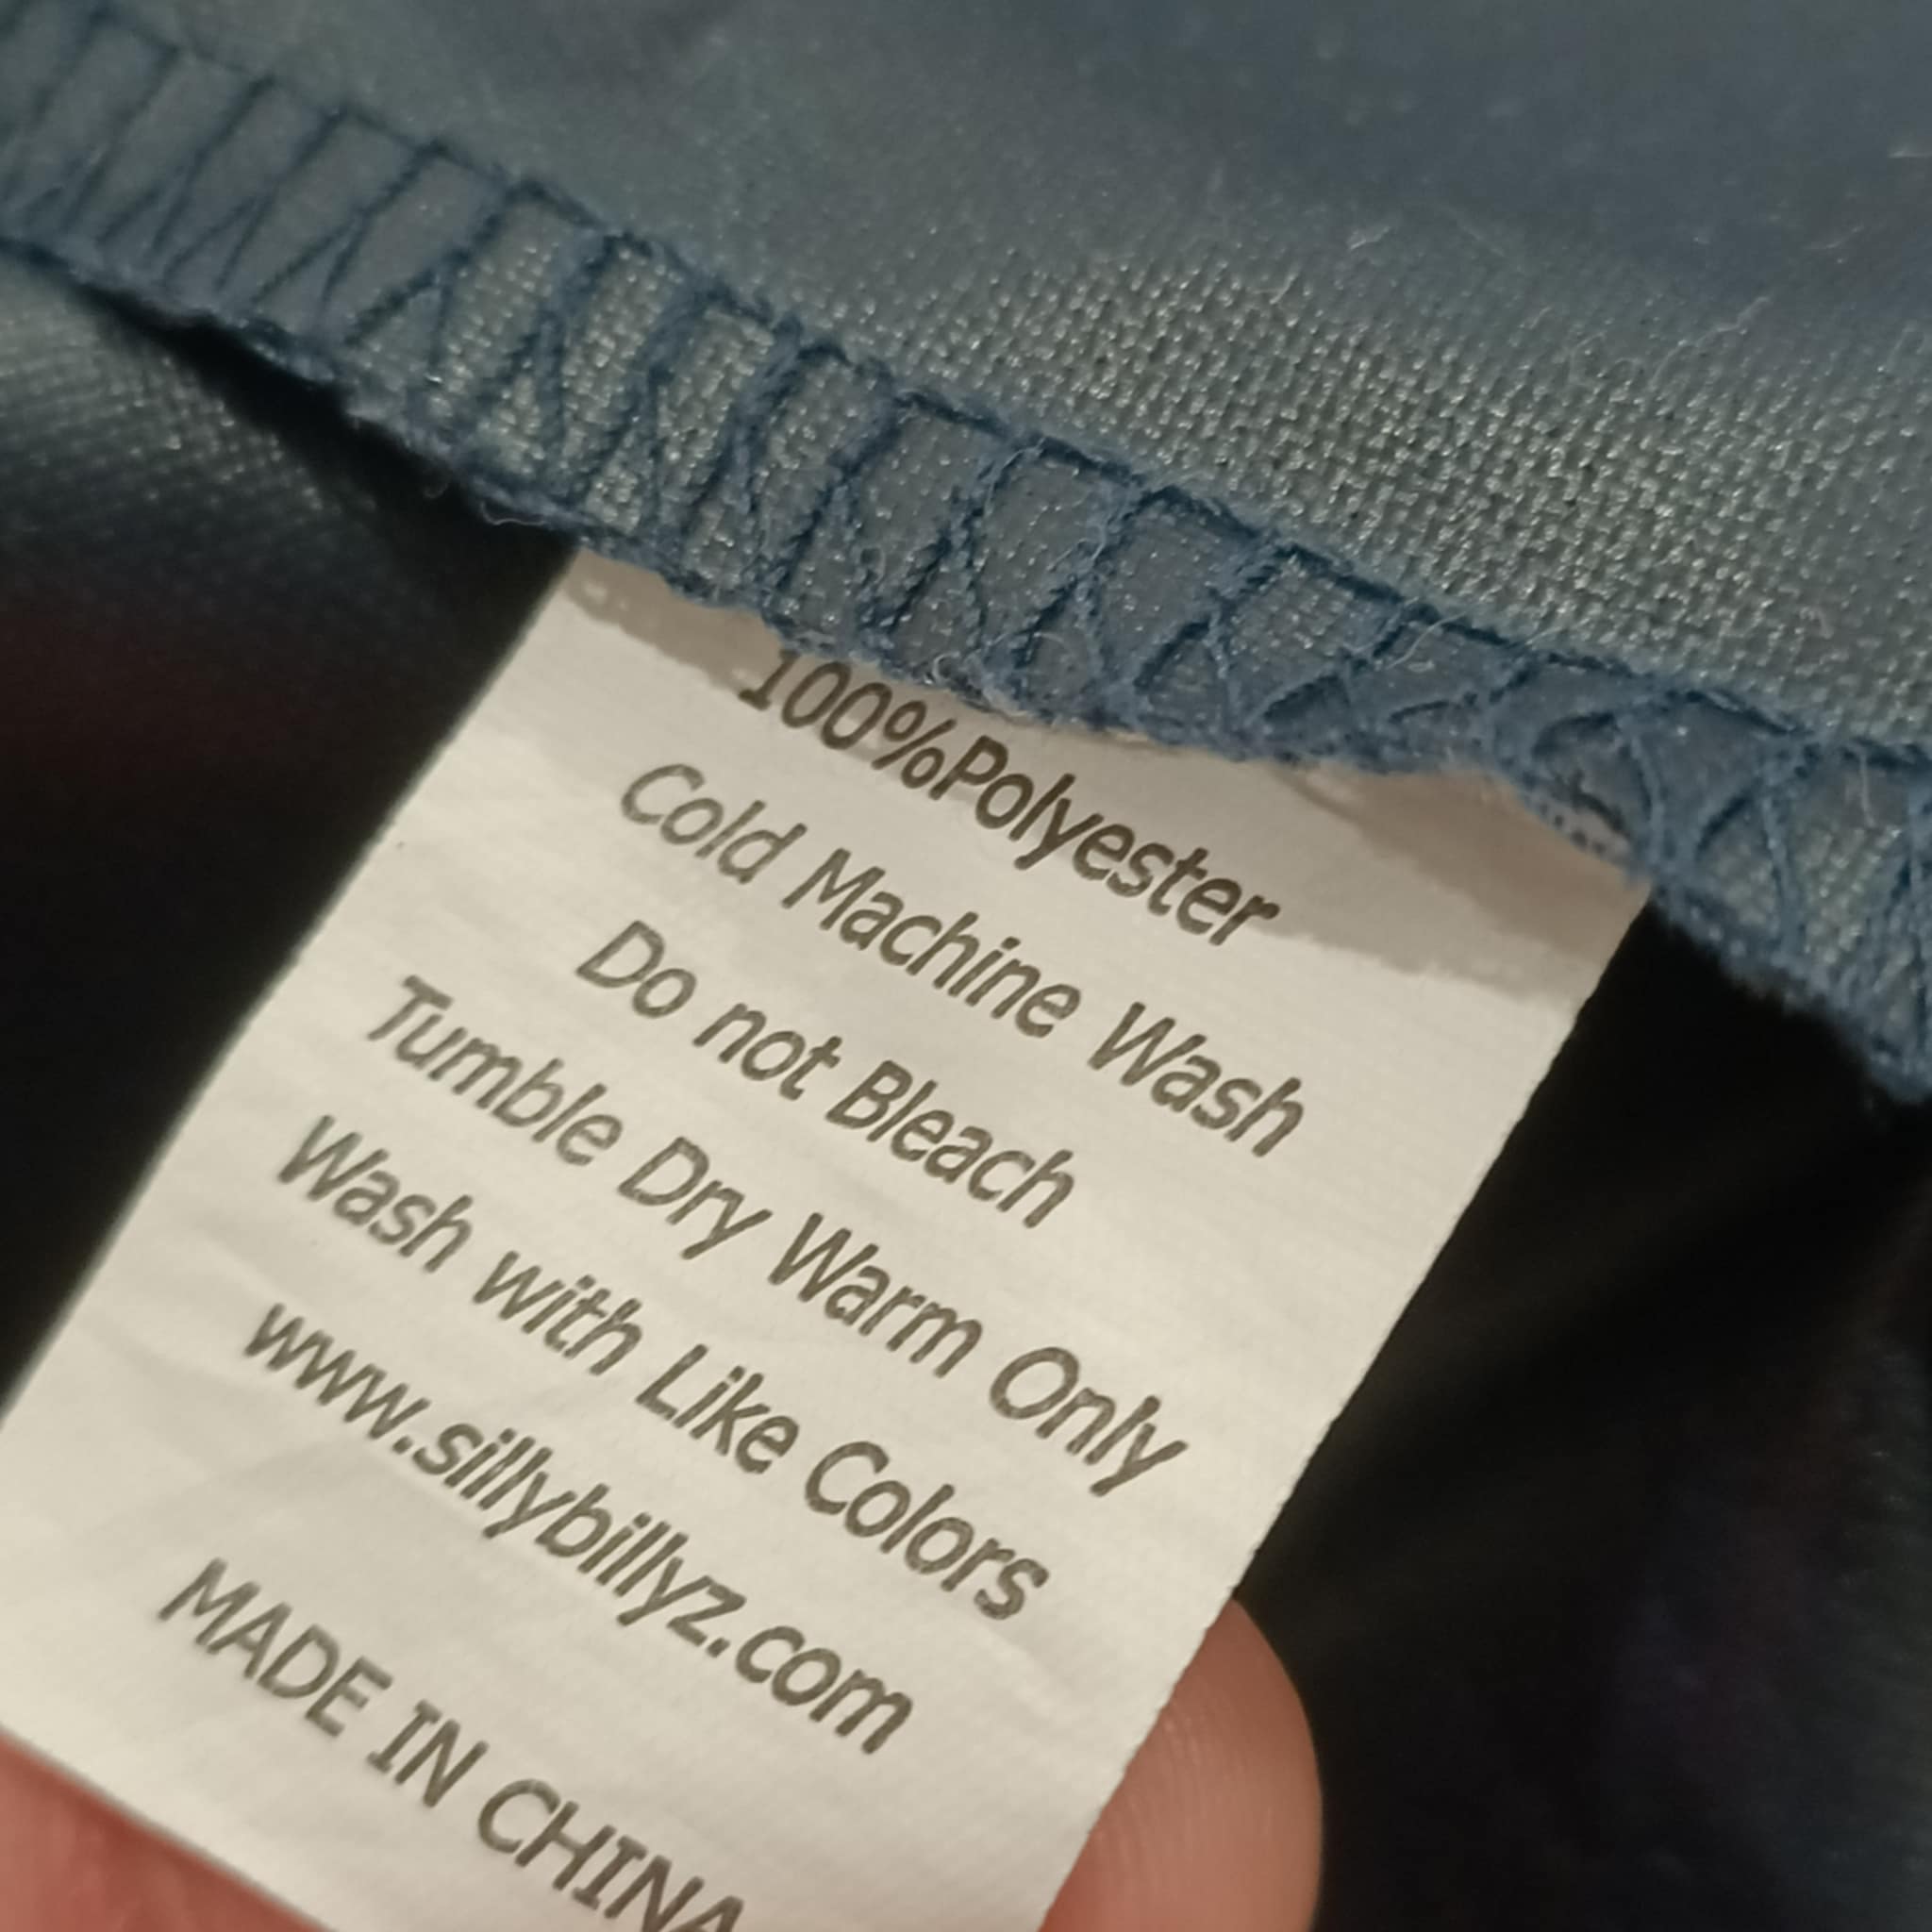 100%Polyester
Cold Machine Wash
Do not Bleach
Tumble Dry Warm Only
Wash with Like Colors
www.sillybillyz.com
MADE IN CHINA